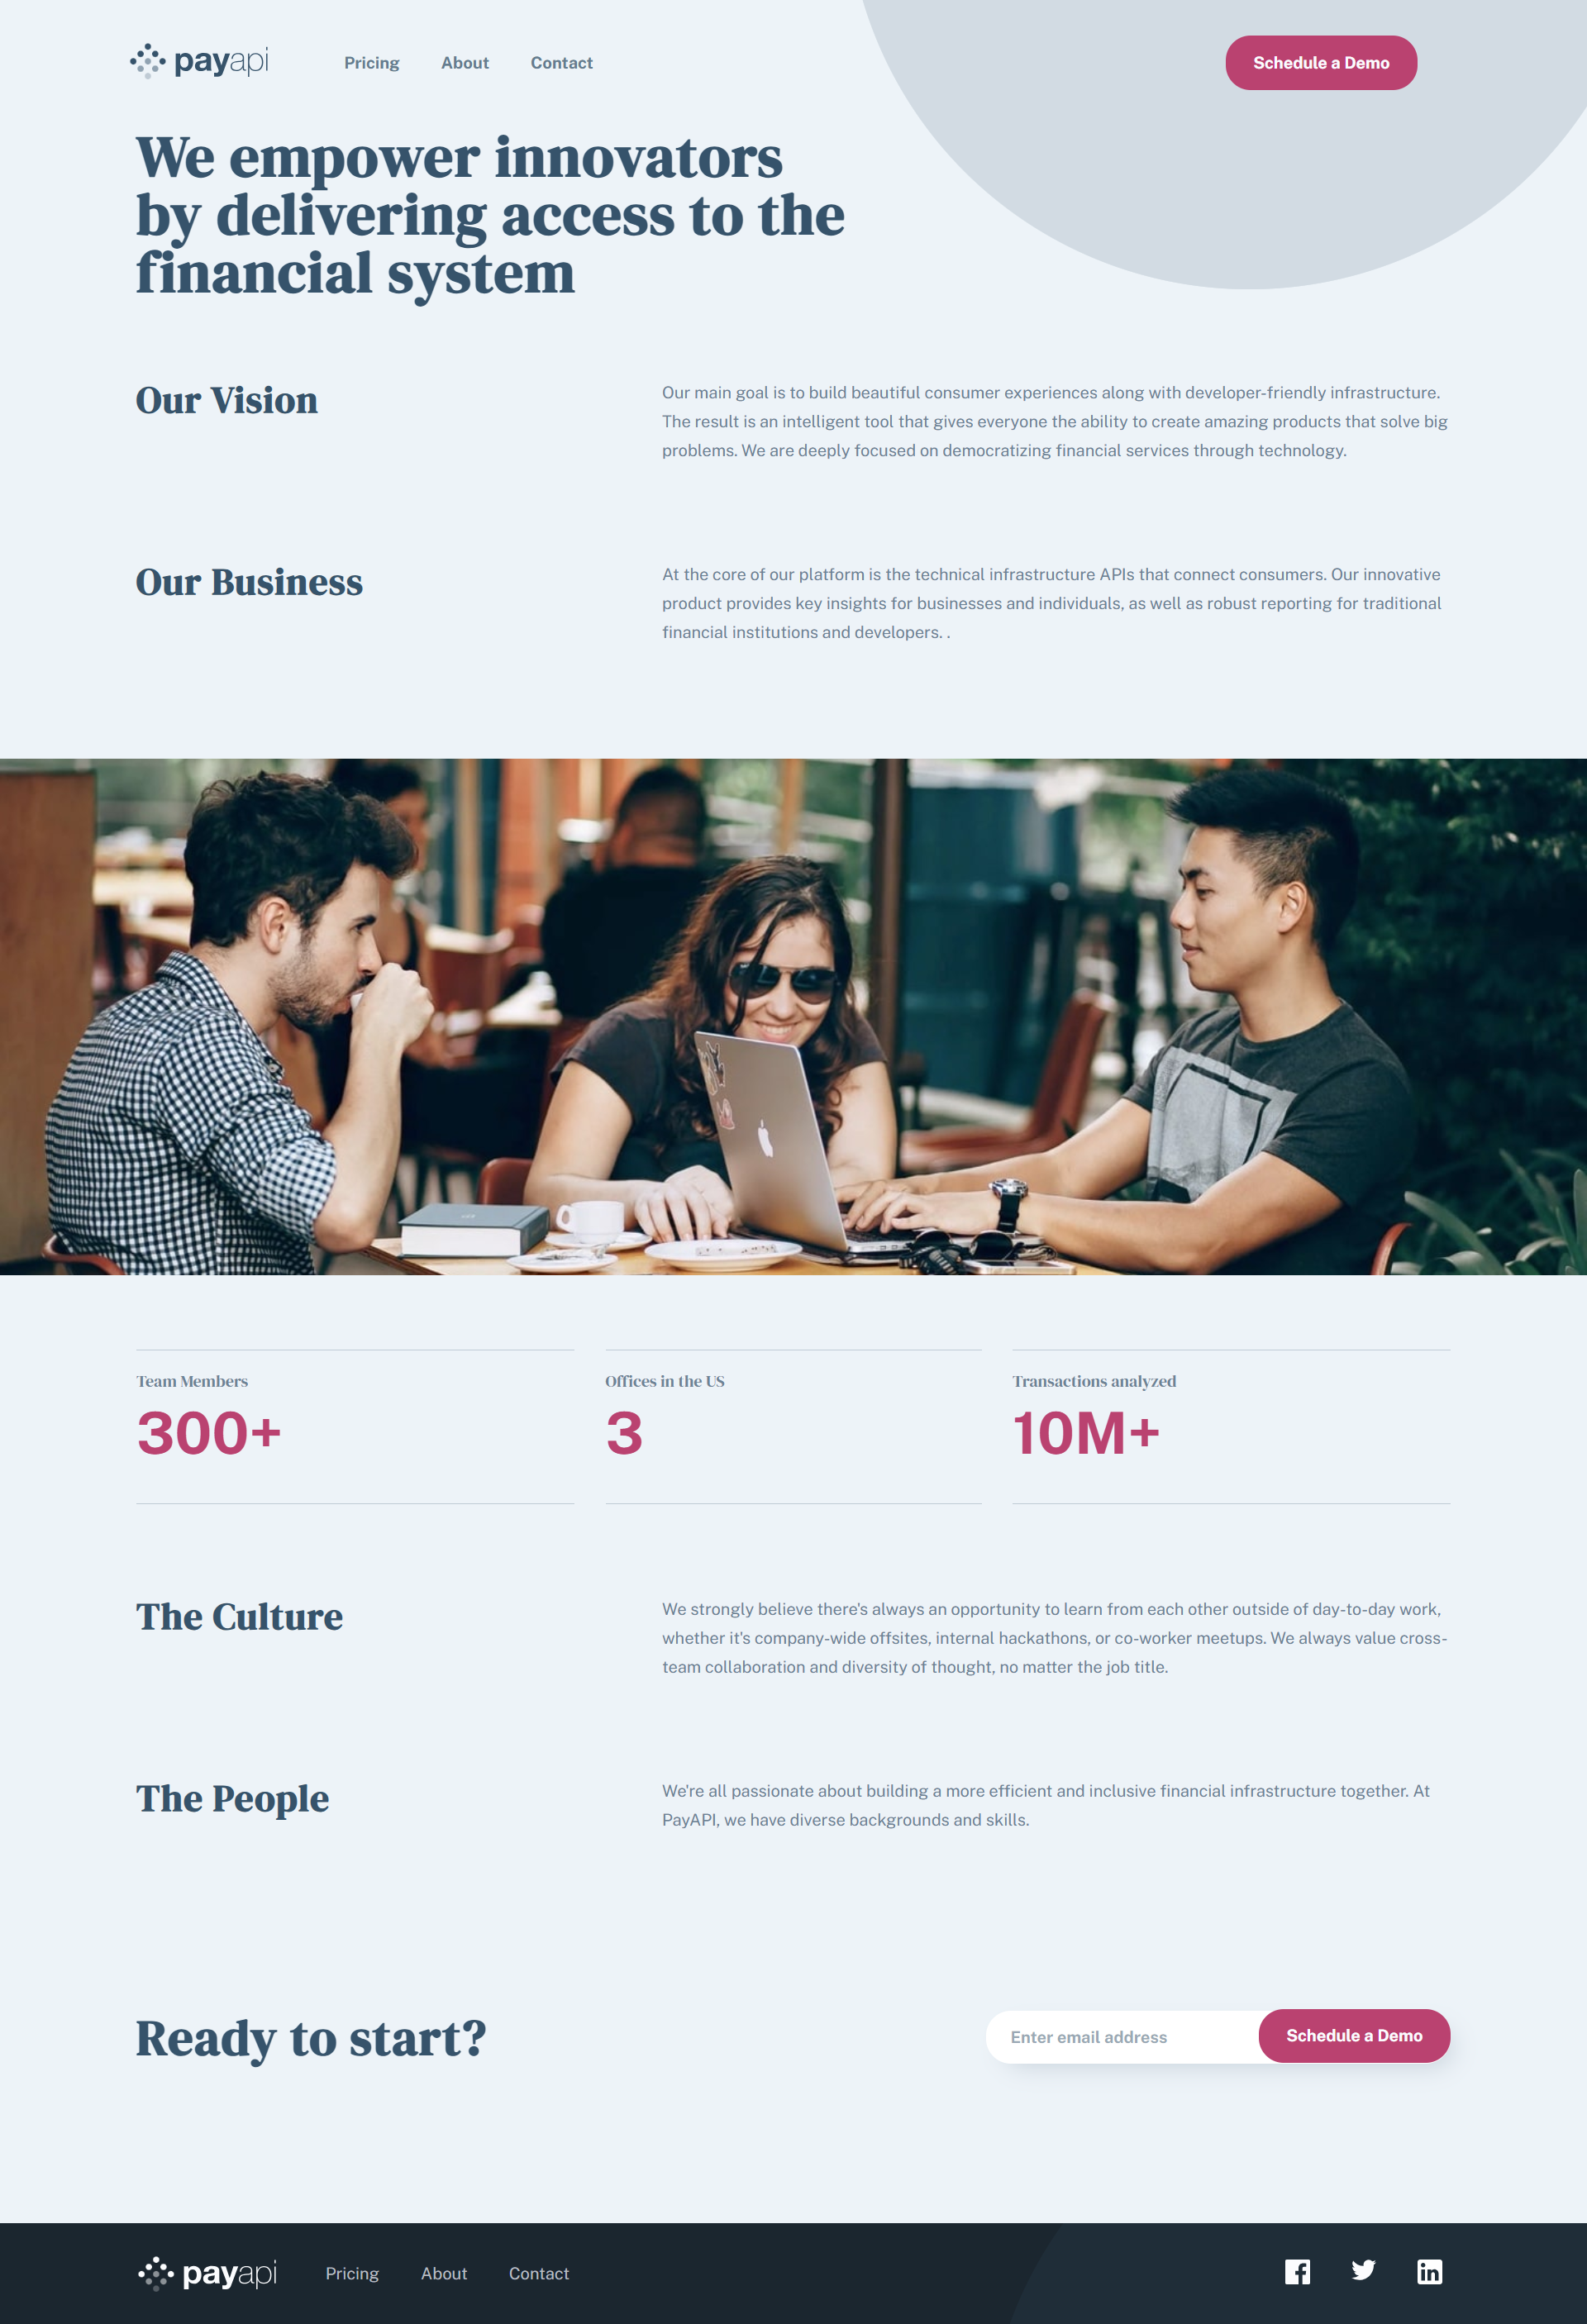 payapi
Pricing About Contact
Schedule a Demo
We empower innovators
by delivering access to the
financial system
Our Vision
Our main goal is to build beautiful consumer experiences along with developer-friendly infrastructure.
The result is an intelligent tool that gives everyone the ability to create amazing products that solve big
problems. We are deeply focused on democratizing financial services through technology.
Our Business
At the core of our platform is the technical infrastructure APIs that connect consumers. Our innovative
product provides key insights for businesses and individuals, as well as robust reporting for traditional
financial institutions and developers. .
Team Members
300+
Offices in the US
3
Transactions analyzed
10M+
The Culture
We strongly believe there's always an opportunity to learn from each other outside of day-to-day work,
whether it's company-wide offsites, internal hackathons, or co-worker meetups. We always value cross-
team collaboration and diversity of thought, no matter the job title.
The People
We're all passionate about building a more efficient and inclusive financial infrastructure together. At
PayAPI, we have diverse backgrounds and skills.
Ready to start?
Enter email address
Schedule a Demo
payapi
Pricing About Contact